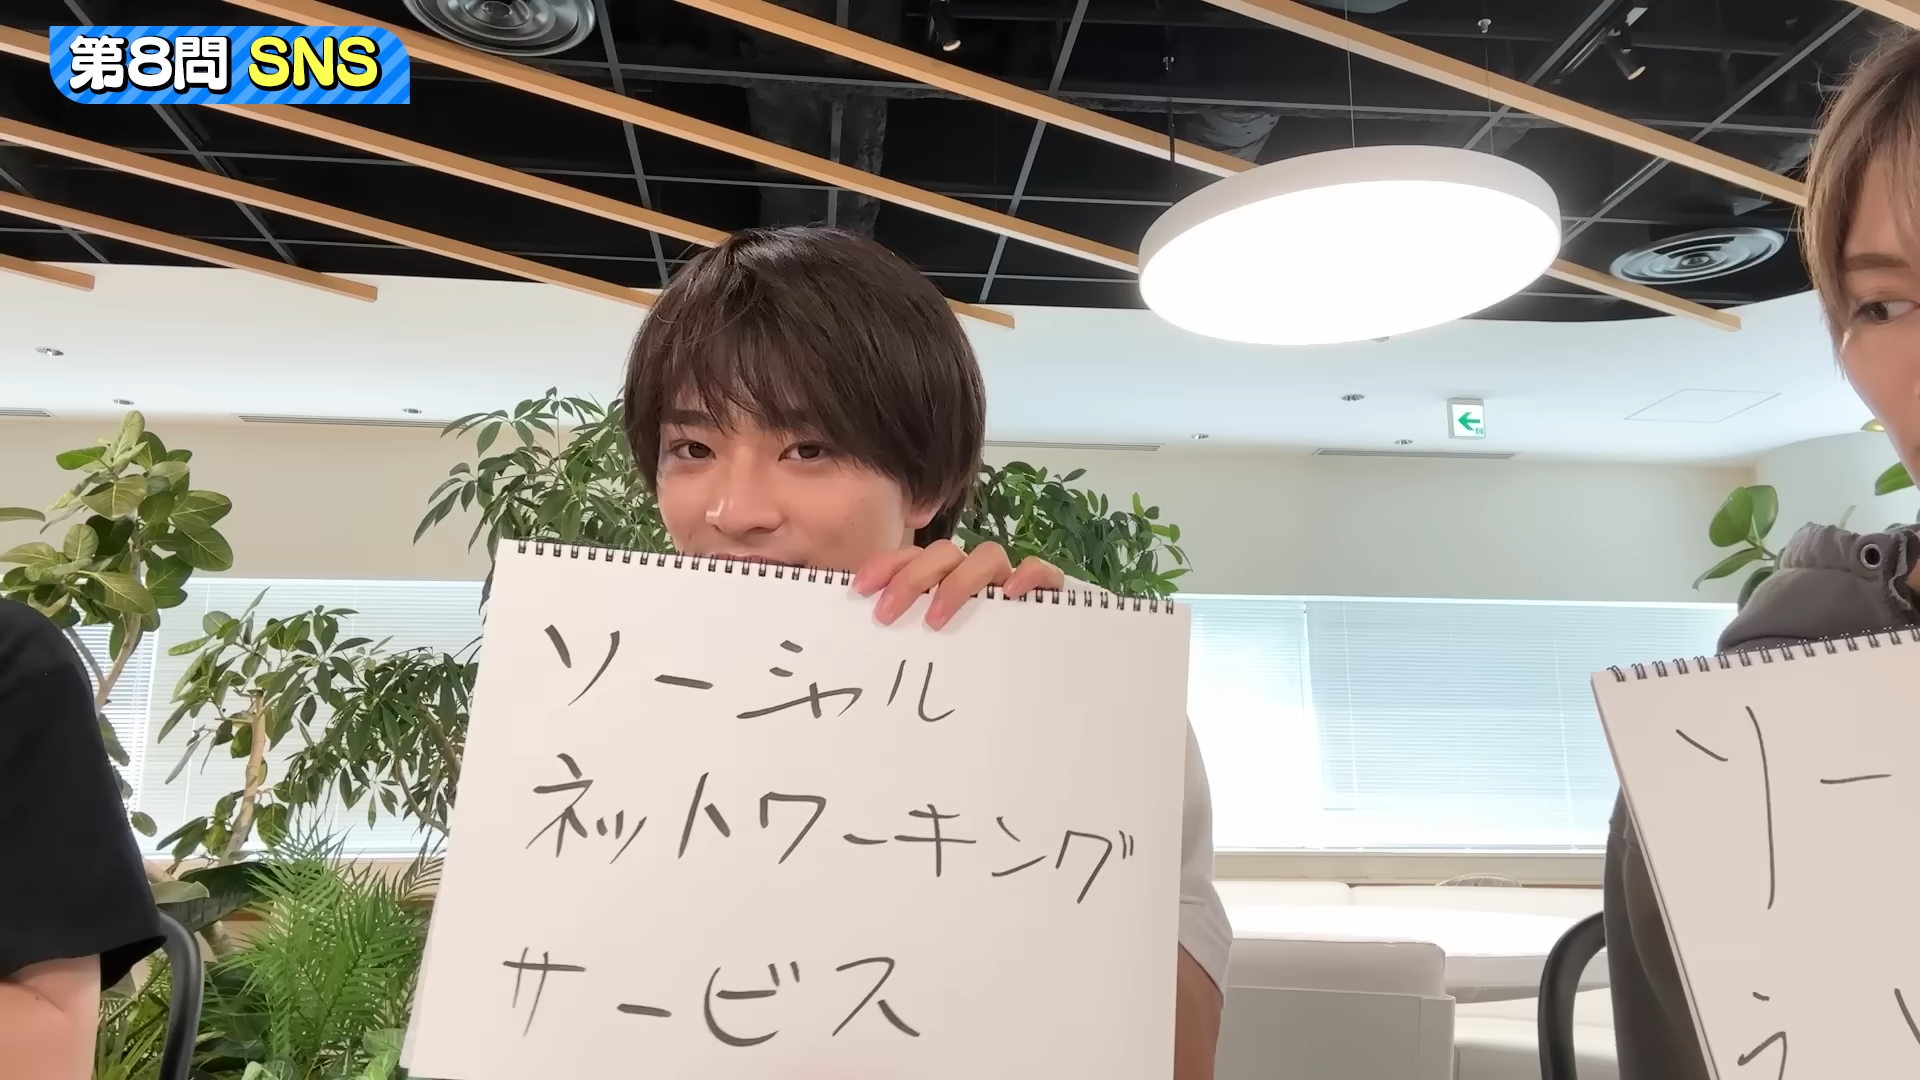 第8問 SNS
ソーシャル
ネットワーキング
サービス
ソー